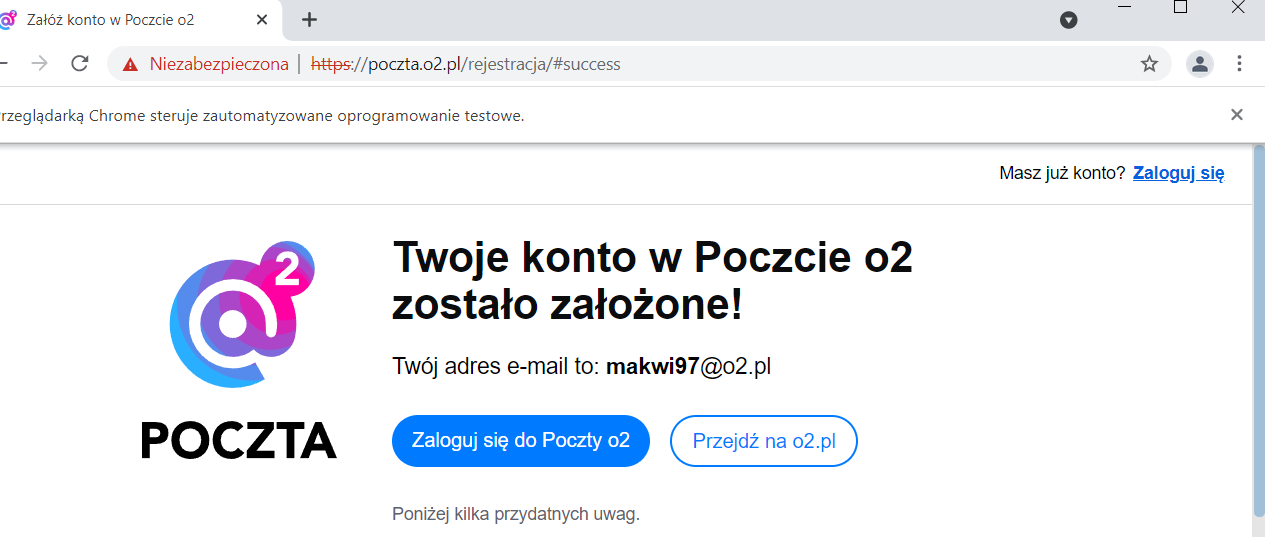 Załóż konto w Poczcie o2
Niezabezpieczona | https://poczta.o2.pl/rejestracja/#success
rzeglądarką Chrome steruje zautomatyzowane oprogramowanie testowe.
Masz już konto? Zaloguj się
2
Twoje konto w Poczcie o2
zostało założone!
Twój adres e-mail to: makwi97@o2.pl
POCZTA
Zaloguj się do Poczty o2
Przejdź na o2.pl
Poniżej kilka przydatnych uwag.